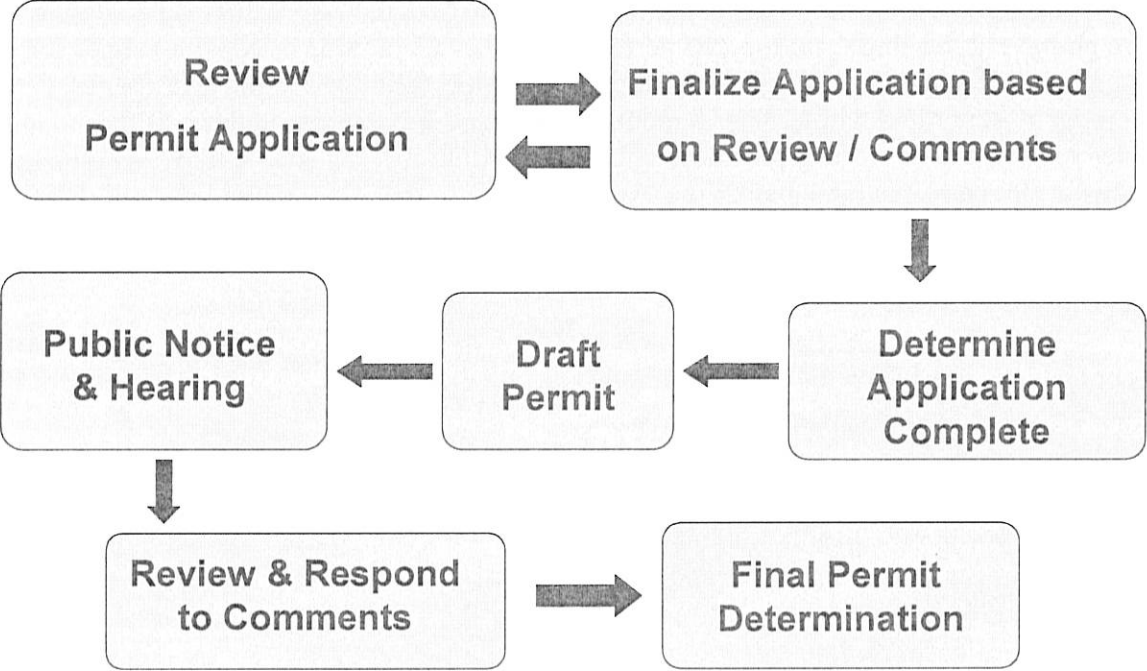 Review
Permit Application
Finalize Application based
on Review / Comments
Determine
Application
Complete
Draft
Permit
Public Notice
& Hearing
Review & Respond
to Comments
Final Permit
Determination